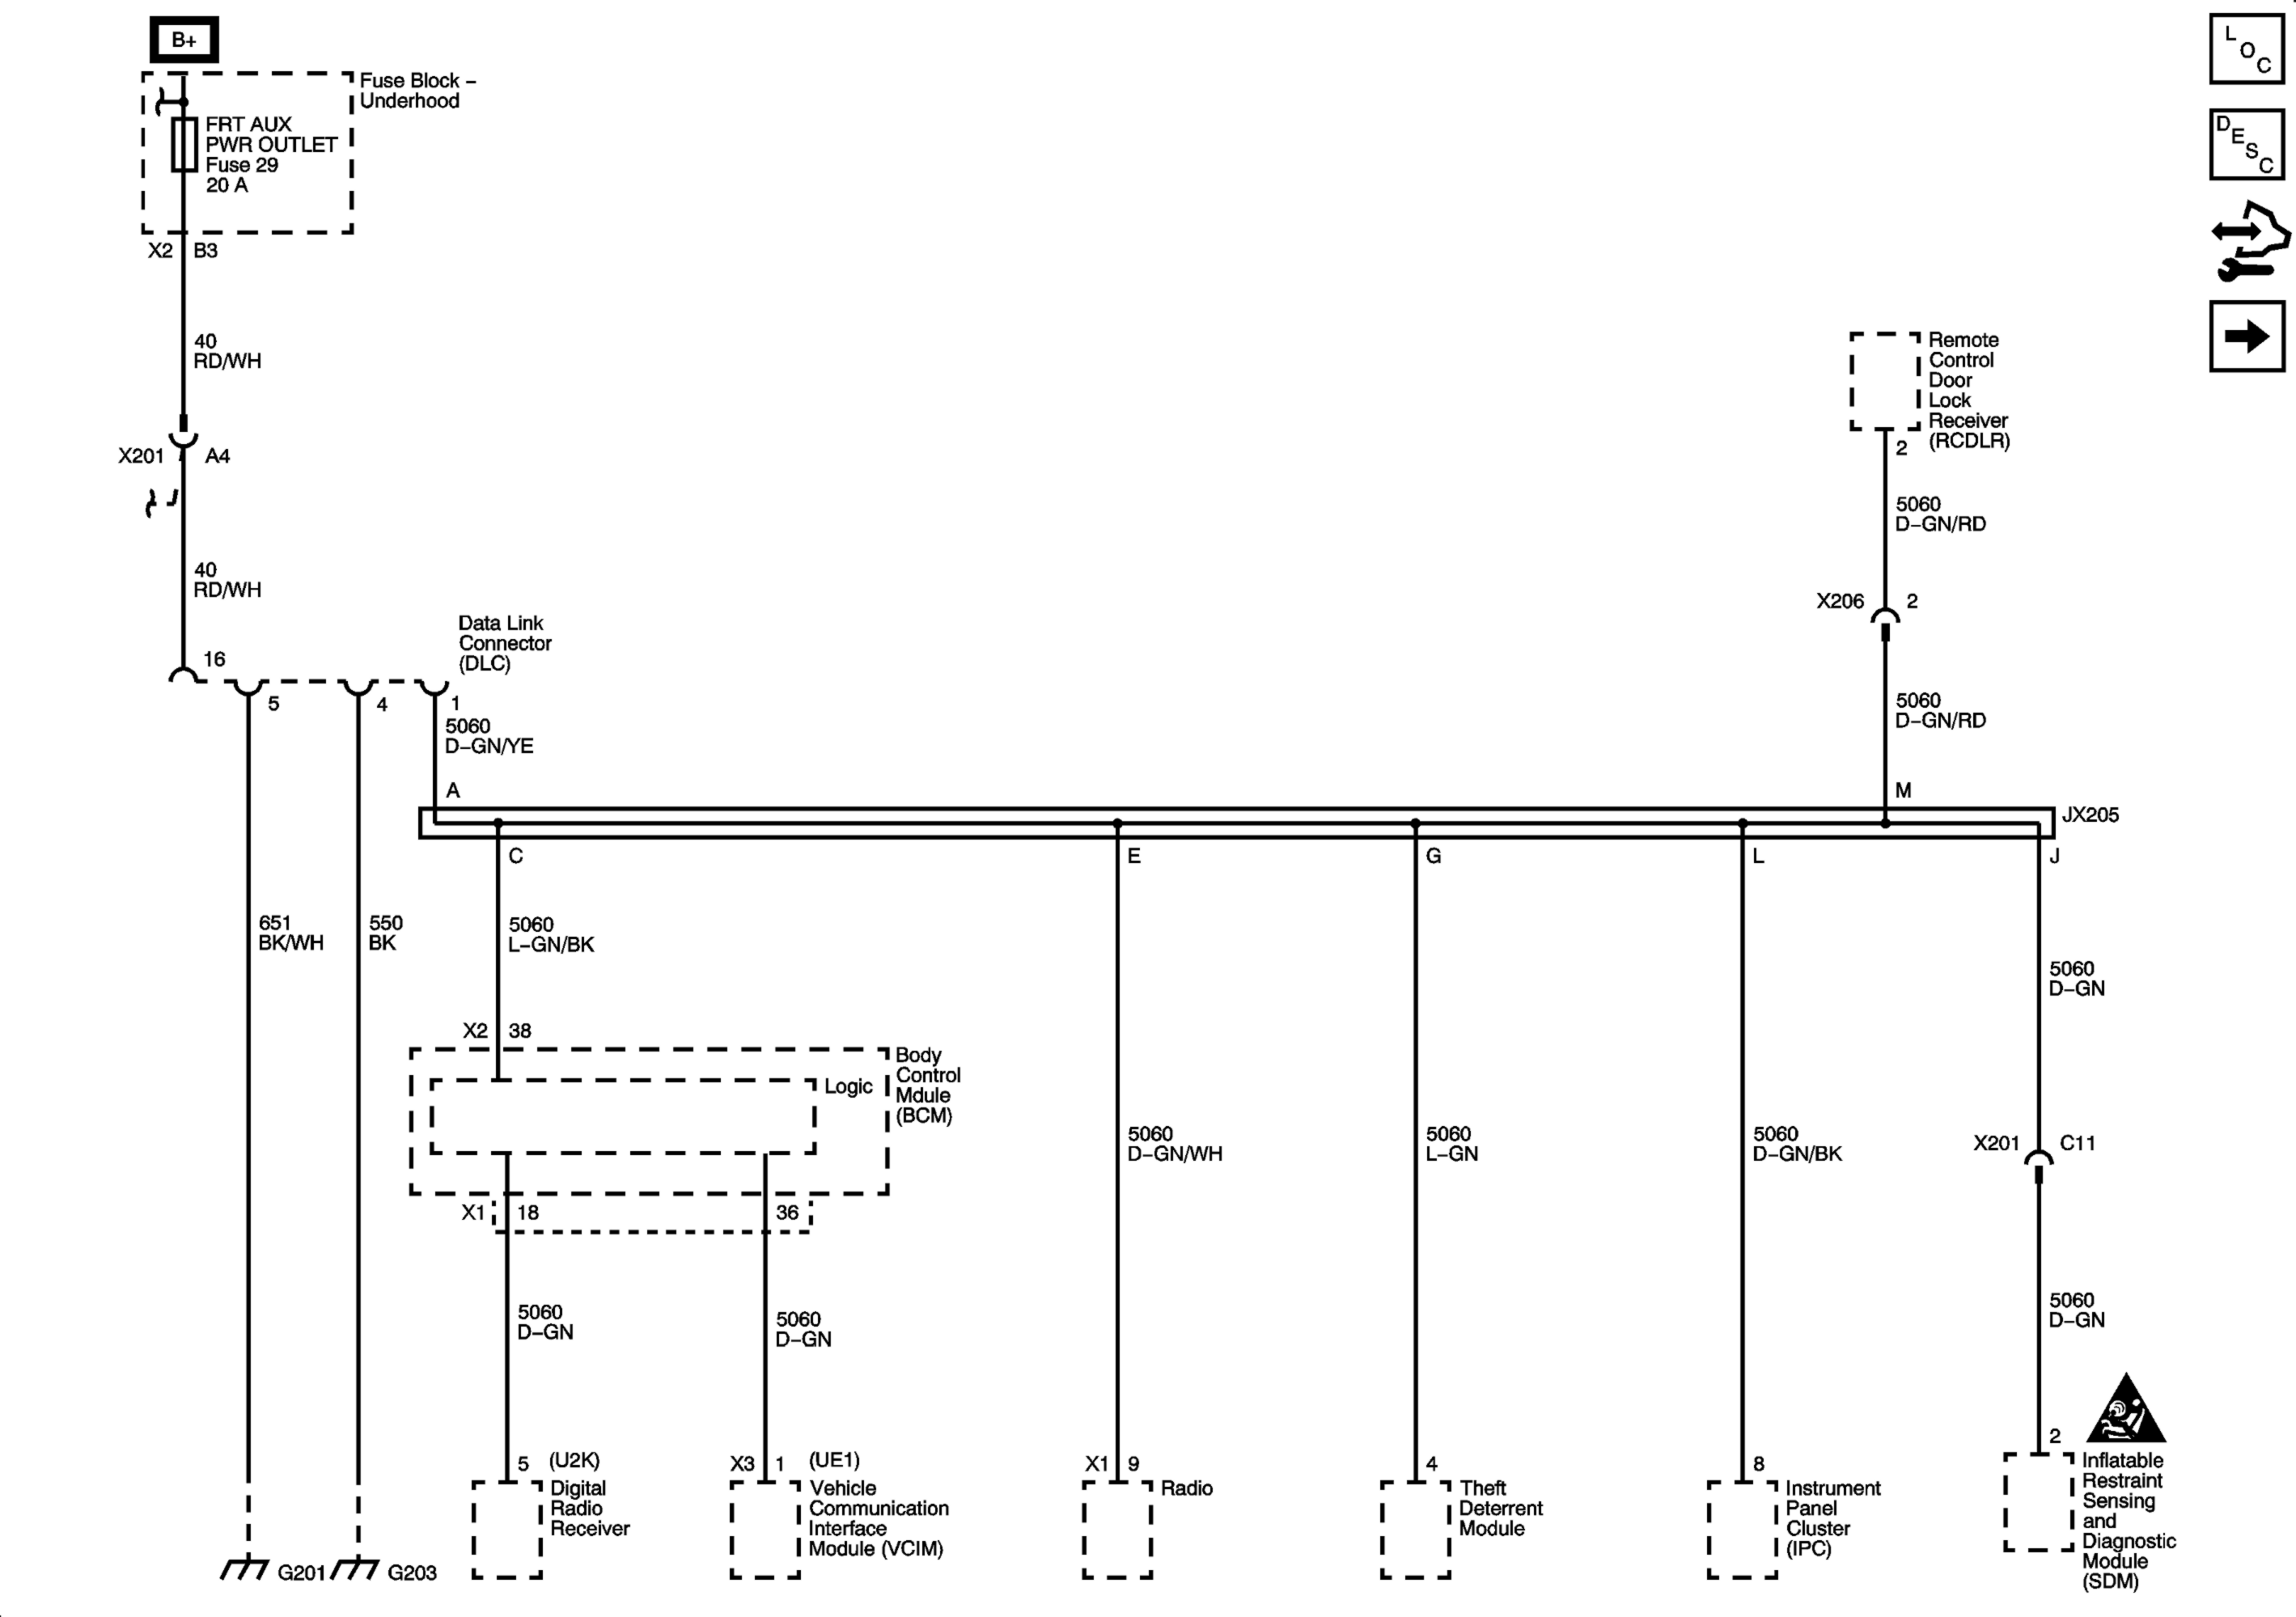 B+
Fuse Block –
Underhood
FRT AUX
PWR OUTLET
Fuse 29
20 A
X2 B3
40
RD/WH
X201 A4
40
RD/WH
16
Data Link
Connector
(DLC)
5
4
1
5060
D–GN/YE
A
L O C
D E S C
Remote
Control
Door
Lock
Receiver
(RCDLR)
2
5060
D–GN/RD
X206 2
5060
D–GN/RD
M
JX205
C
E
G
L
J
651
BK/WH
550
BK
5060
L–GN/BK
5060
D–GN
X2 38
Body
Control
Mdule
(BCM)
Logic
5060
D–GN/WH
5060
L–GN
5060
D–GN/BK
X201 C11
X1 18
36
5060
D–GN
5060
D–GN
5060
D–GN
5 (U2K)
Digital
Radio
Receiver
X3 1 (UE1)
Vehicle
Communication
Interface
Module (VCIM)
X1 9
Radio
4
Theft
Deterrent
Module
8
Instrument
Panel
Cluster
(IPC)
2
Inflatable
Restraint
Sensing
and
Diagnostic
Module
(SDM)
G201
G203